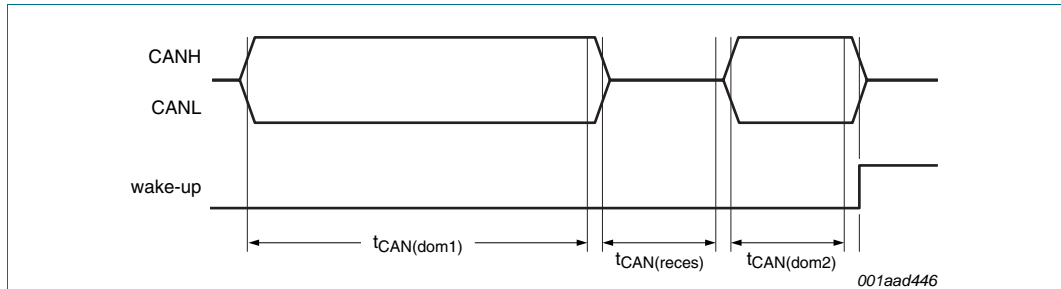 CANH
CANL
wake-up
tCAN(dom1)
tCAN(reces)
tCAN(dom2)
001aad446